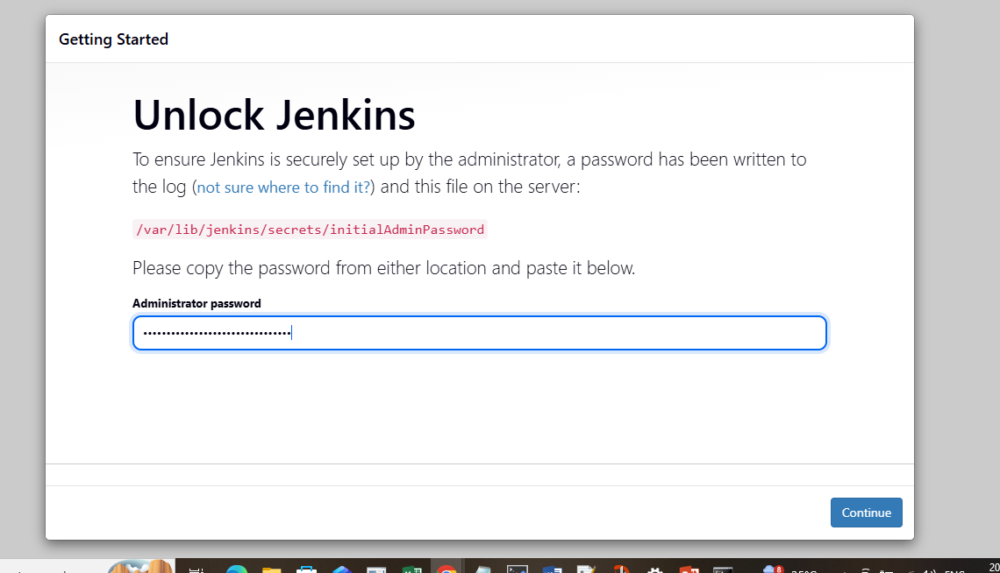 Getting Started
Unlock Jenkins
To ensure Jenkins is securely set up by the administrator, a password has been written to
the log (not sure where to find it?) and this file on the server:
/var/lib/jenkins/secrets/initialAdminPassword
Please copy the password from either location and paste it below.
Administrator password
••••••••••••••••••••••••••••••••
Continue
8